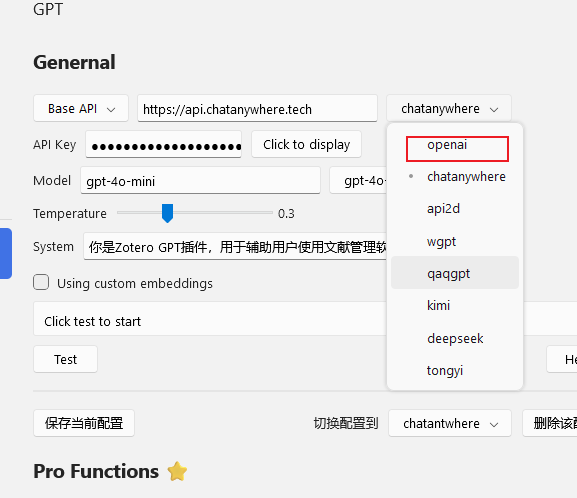 GPT
Genernal
Base API https://api.chatanywhere.tech chatanywhere
API Key Click to display
openai
chatanywhere
Model gpt-4o-mini gpt-4o-
api2d
Temperature 0.3
wgpt
System 你是Zotero GPT插件，用于辅助用户使用文献管理软
qaqgpt
Using custom embeddings
kimi
Click test to start
deepseek
Test He
tongyi
保存当前配置 切换配置到 chatantwhere 删除该配
Pro Functions